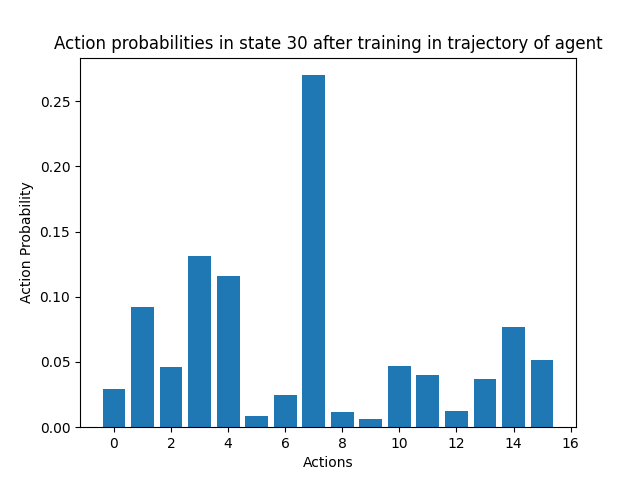 Action probabilities in state 30 after training in trajectory of agent
0.25
0.20
0.15
0.10
0.05
0.00
Action Probability
0 2 4 6 8 10 12 14 16
Actions